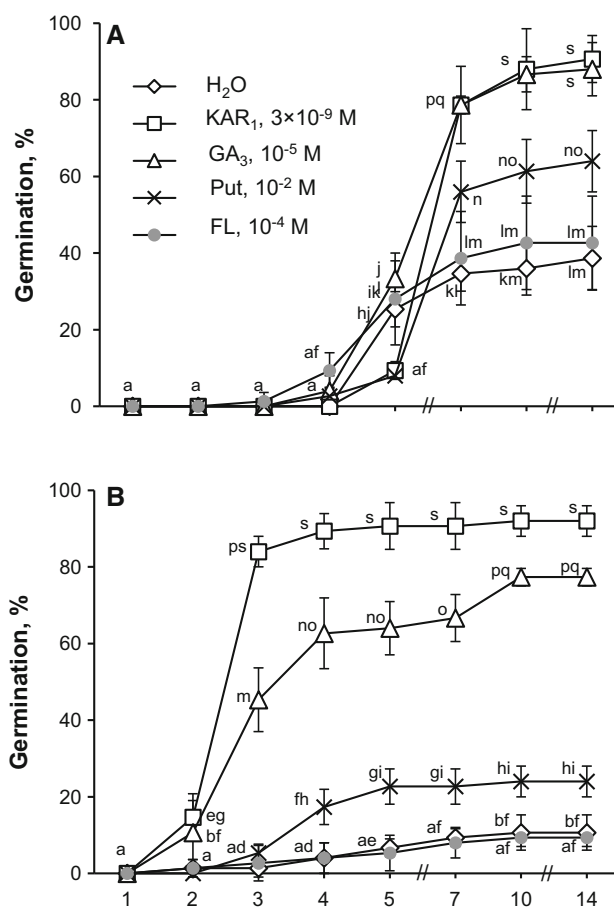 A
Germination, %
100
80
60
40
20
0
H₂O
KAR₁, 3×10⁻⁹ M
GA₃, 10⁻⁵ M
Put, 10⁻² M
FL, 10⁻⁴ M
a a a a
af
j
ik
hj
af
pq
n
lm
kl
s
no
lm
km
s
s
no
lm
lm
B
Germination, %
100
80
60
40
20
0
a
eg
bf
a
ps
m
ad
s
no
fh
ad
s
no
gi
ae
s
o
gi
af
s
pq
hi
bf
af
s
pq
hi
bf
af
1 2 3 4 5 7 10 14